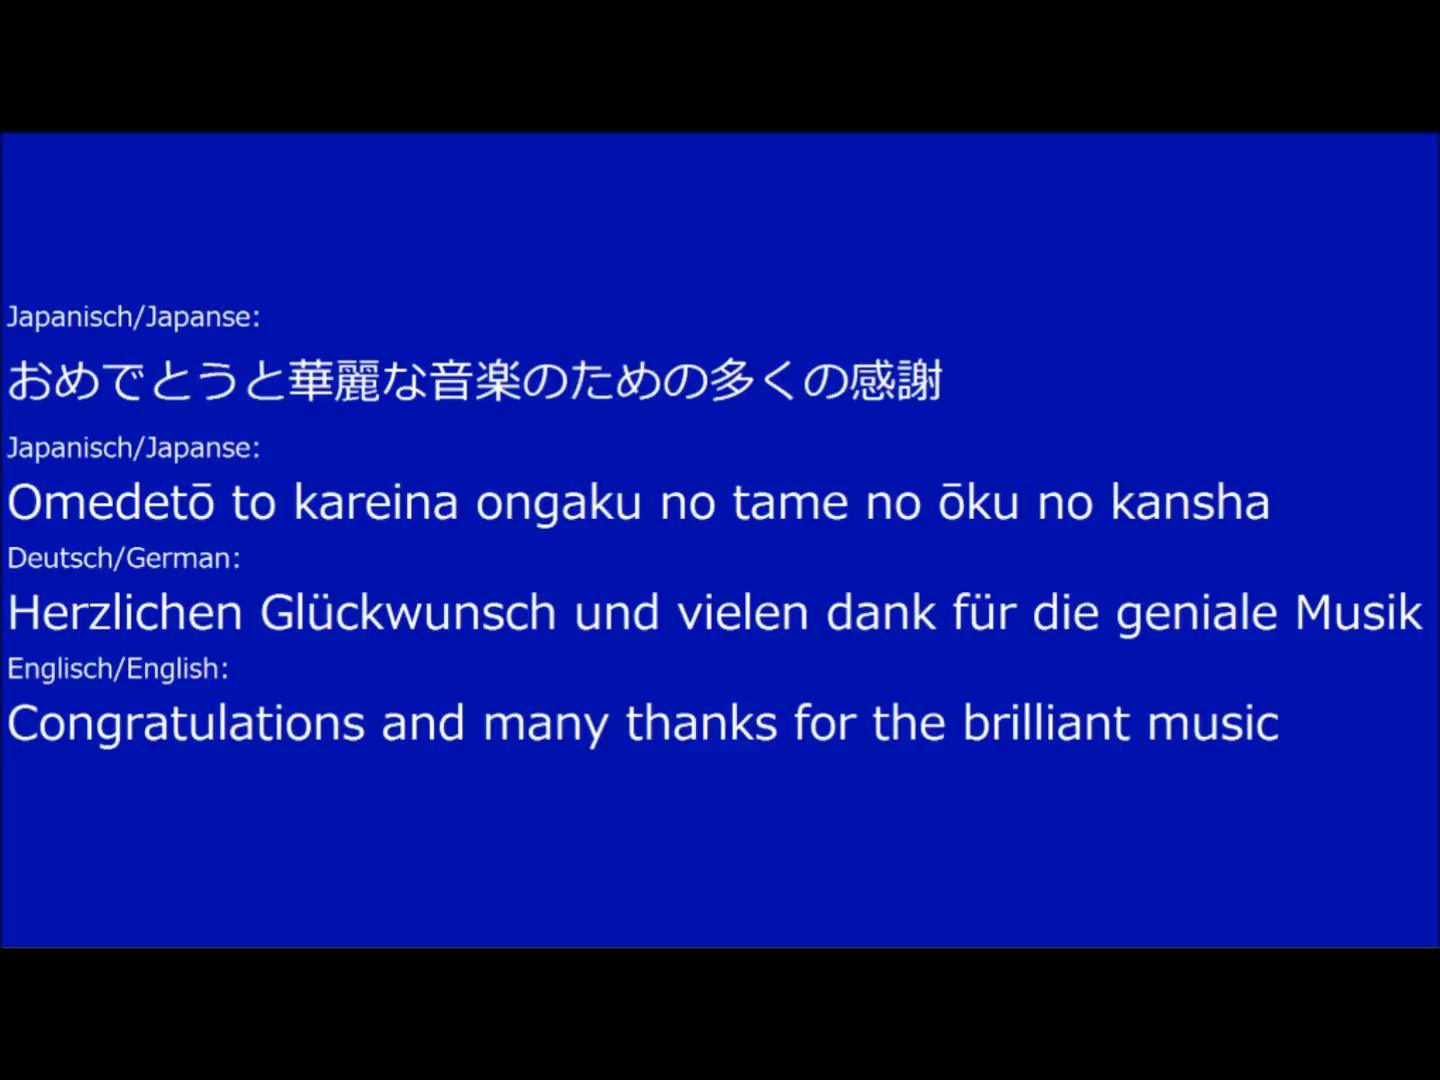 Japanisch/Japanse:
おめでとうと華麗な音楽のための多くの感謝
Japanisch/Japanse:
Omedetō to kareina ongaku no tame no ōku no kansha
Deutsch/German:
Herzlichen Glückwunsch und vielen dank für die geniale Musik
Englisch/English:
Congratulations and many thanks for the brilliant music